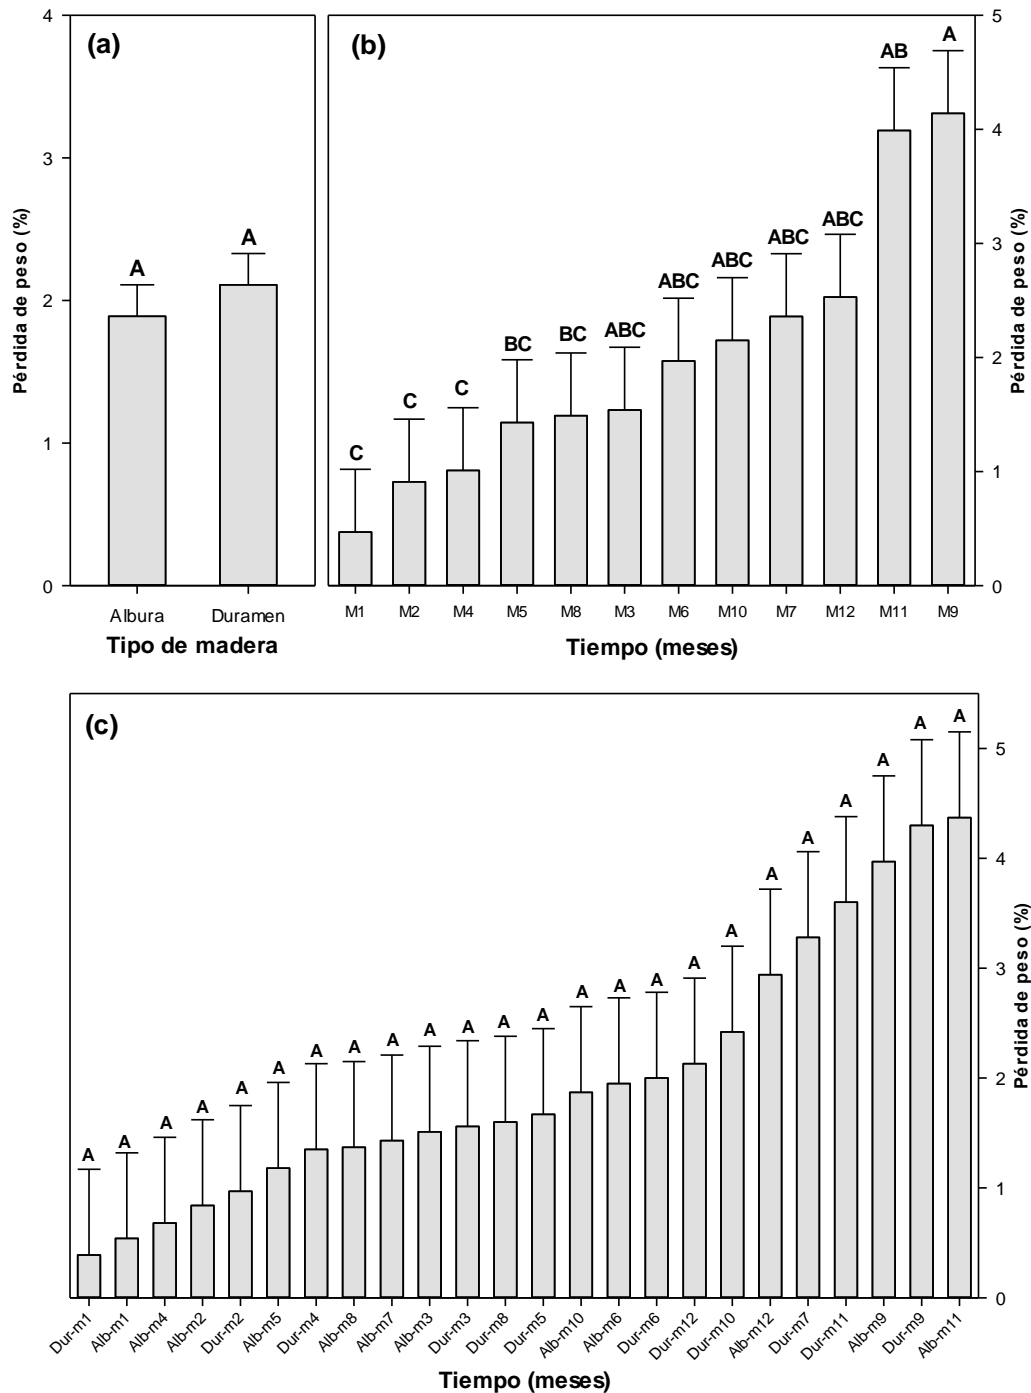 (a)
4
3
2
1
0
Pérdida de peso (%)
A
A
Albura Duramen
Tipo de madera
(b)
5
4
3
2
1
0
Pérdida de peso (%)
C
C
C
BC
BC
ABC
ABC
ABC
ABC
ABC
AB
A
M1 M2 M4 M5 M8 M3 M6 M10 M7 M12 M11 M9
Tiempo (meses)
(c)
5
4
3
2
1
0
Pérdida de peso (%)
A A A A A A A A A A A A A A A A A A A A A A A A
Dur-m1
Alb-m1
Alb-m4
Alb-m2
Dur-m2
Alb-m5
Dur-m4
Alb-m8
Alb-m7
Alb-m3
Dur-m3
Dur-m8
Dur-m5
Alb-m10
Alb-m6
Dur-m6
Dur-m12
Dur-m10
Alb-m12
Dur-m7
Dur-m11
Alb-m9
Dur-m9
Alb-m11
Tiempo (meses)